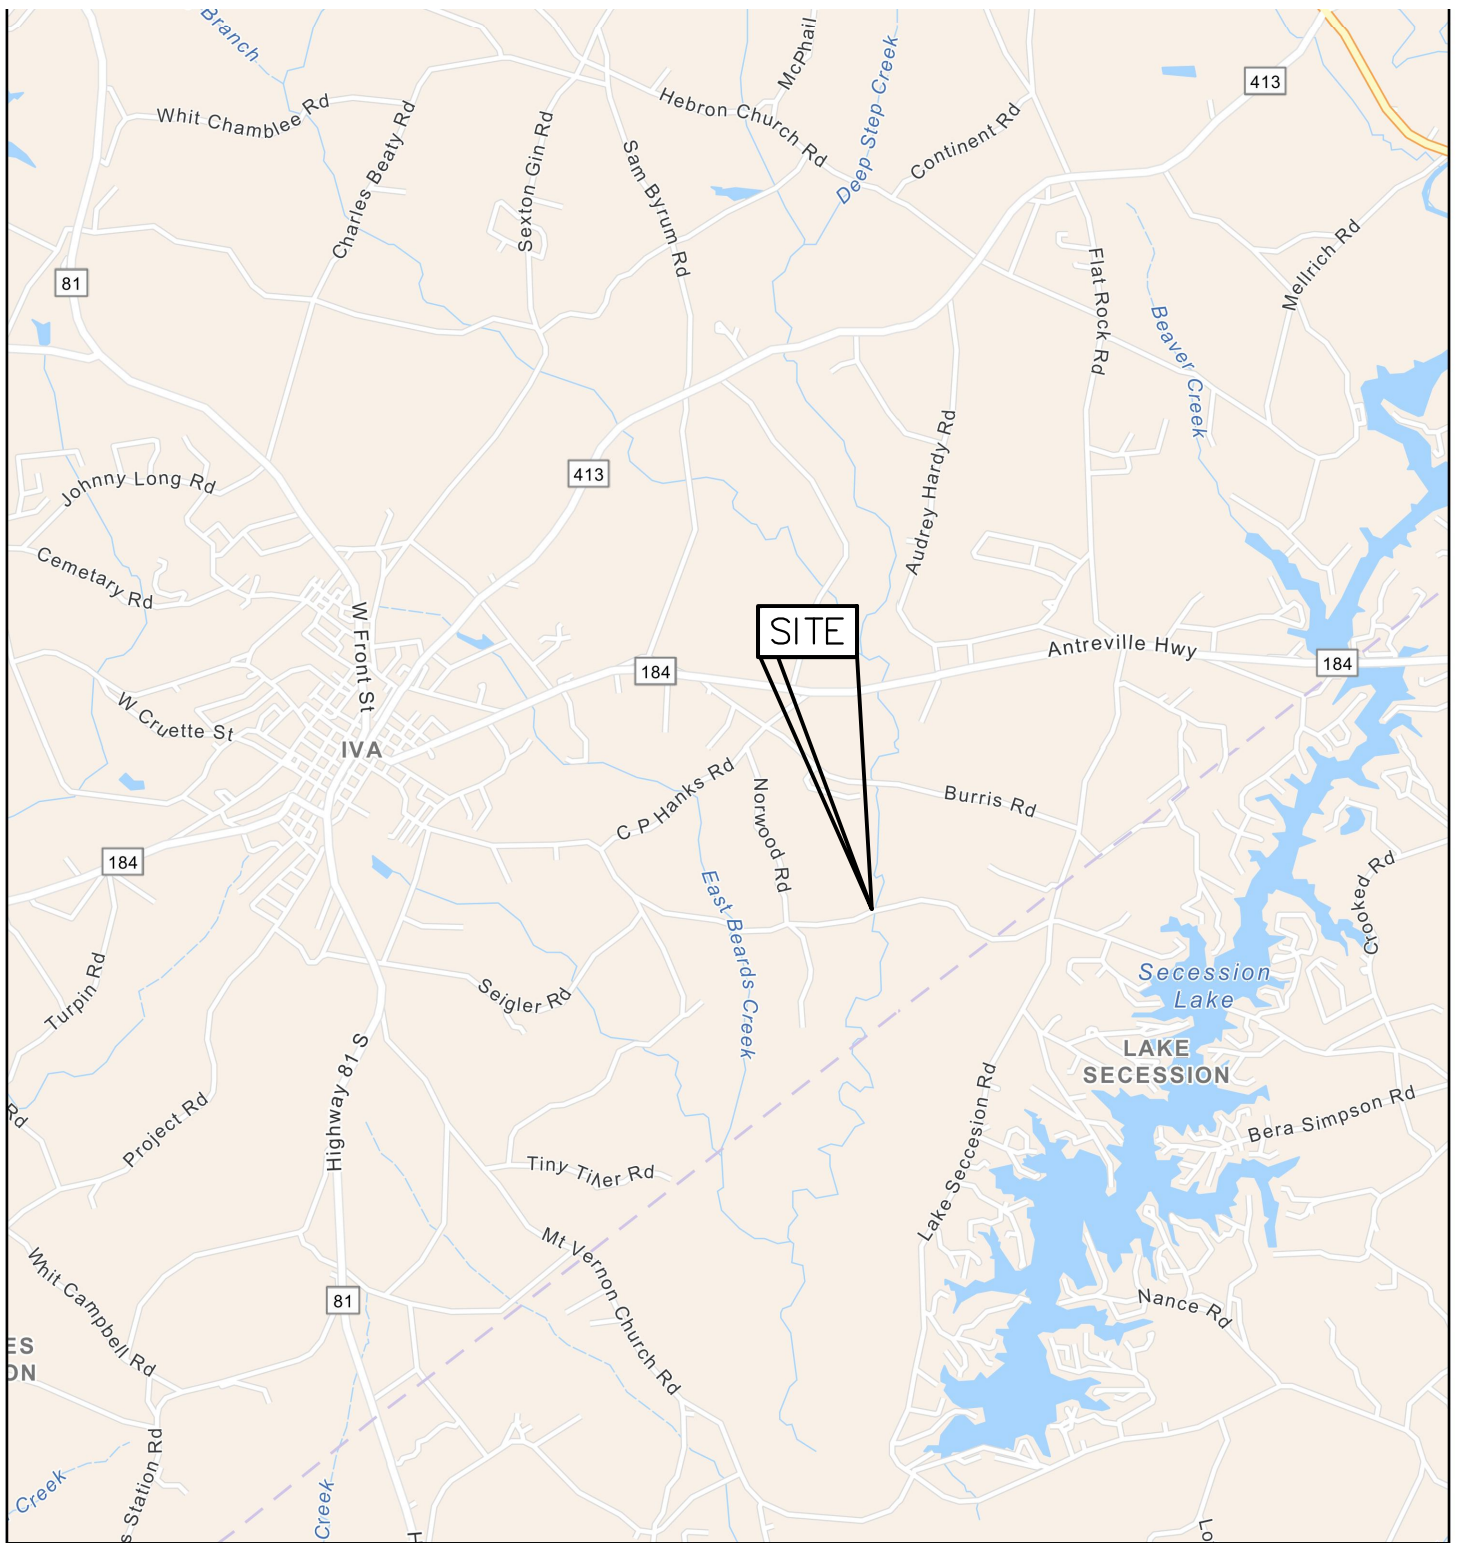 Branch
McPhail
413
Whit Chamblee Rd
Hebron Church Rd
Deep Step Creek
Continent Rd
Charles Beaty Rd
Sexton Gin Rd
Sam Byrum Rd
81
Flat Rock Rd
Mellrich Rd
Beaver Creek
413
Johnny Long Rd
Audrey Hardy Rd
Cemetary Rd
W Front St
SITE
Antreville Hwy
184
184
W Cruette St
IVA
C P Hanks Rd
Norwood Rd
Burris Rd
184
East Beards Creek
Crooked Rd
Turpin Rd
Seigler Rd
Secession
Lake
LAKE
SECESSION
Highway 81 S
Lake Seccesion Rd
Rd
Project Rd
Bera Simpson Rd
Tiny Tiller Rd
Mt Vernon Church Rd
Whit Campbell Rd
81
Nance Rd
ES
ON
Creek
s Station Rd
Creek
H
Lo